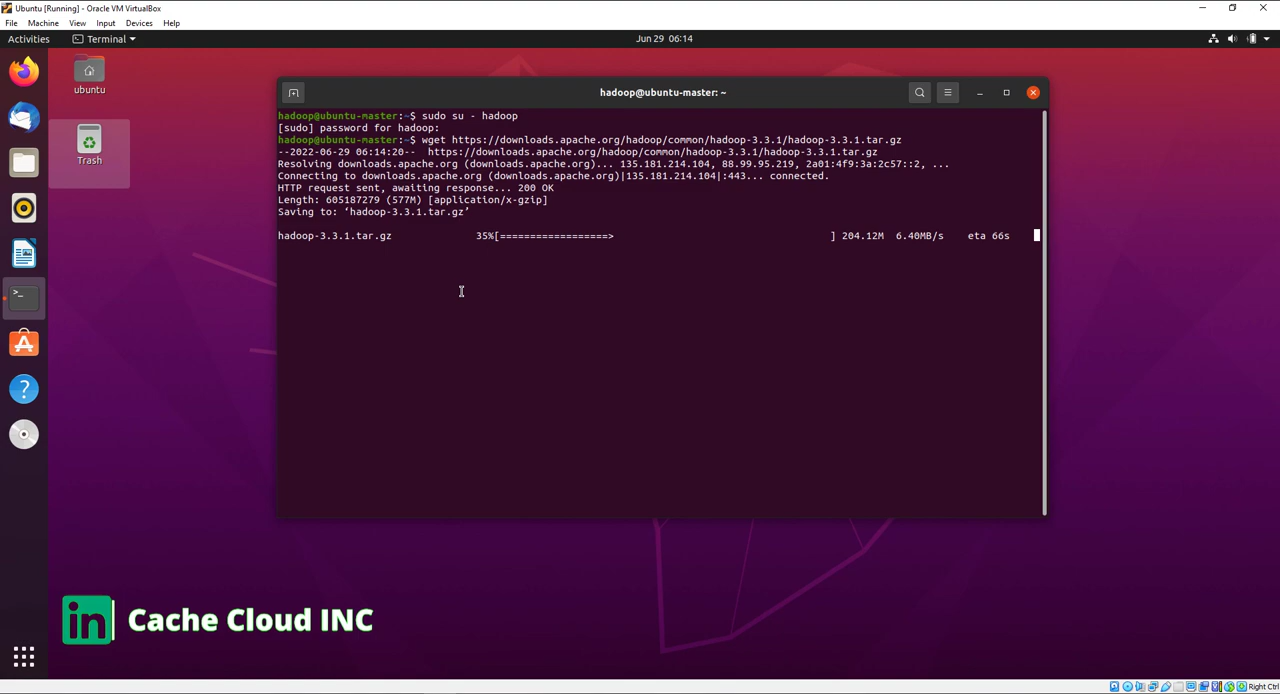 Ubuntu [Running] - Oracle VM VirtualBox
File Machine View Input Devices Help
Activities Terminal Jun 29 06:14
ubuntu
Trash
hadoop@ubuntu-master: ~
hadoop@ubuntu-master:~$ sudo su - hadoop
[sudo] password for hadoop:
hadoop@ubuntu-master:~$ wget https://downloads.apache.org/hadoop/common/hadoop-3.3.1/hadoop-3.3.1.tar.gz
--2022-06-29 06:14:20-- https://downloads.apache.org/hadoop/common/hadoop-3.3.1/hadoop-3.3.1.tar.gz
Resolving downloads.apache.org (downloads.apache.org)... 135.181.214.104, 88.99.95.219, 2a01:4f9:3a:2c57::2, ...
Connecting to downloads.apache.org (downloads.apache.org)|135.181.214.104|:443... connected.
HTTP request sent, awaiting response... 200 OK
Length: 605187279 (577M) [application/x-gzip]
Saving to: ‘hadoop-3.3.1.tar.gz’
hadoop-3.3.1.tar.gz 35%[==================> ] 204.12M 6.40MB/s eta 66s
in Cache Cloud INC
Right Ctrl